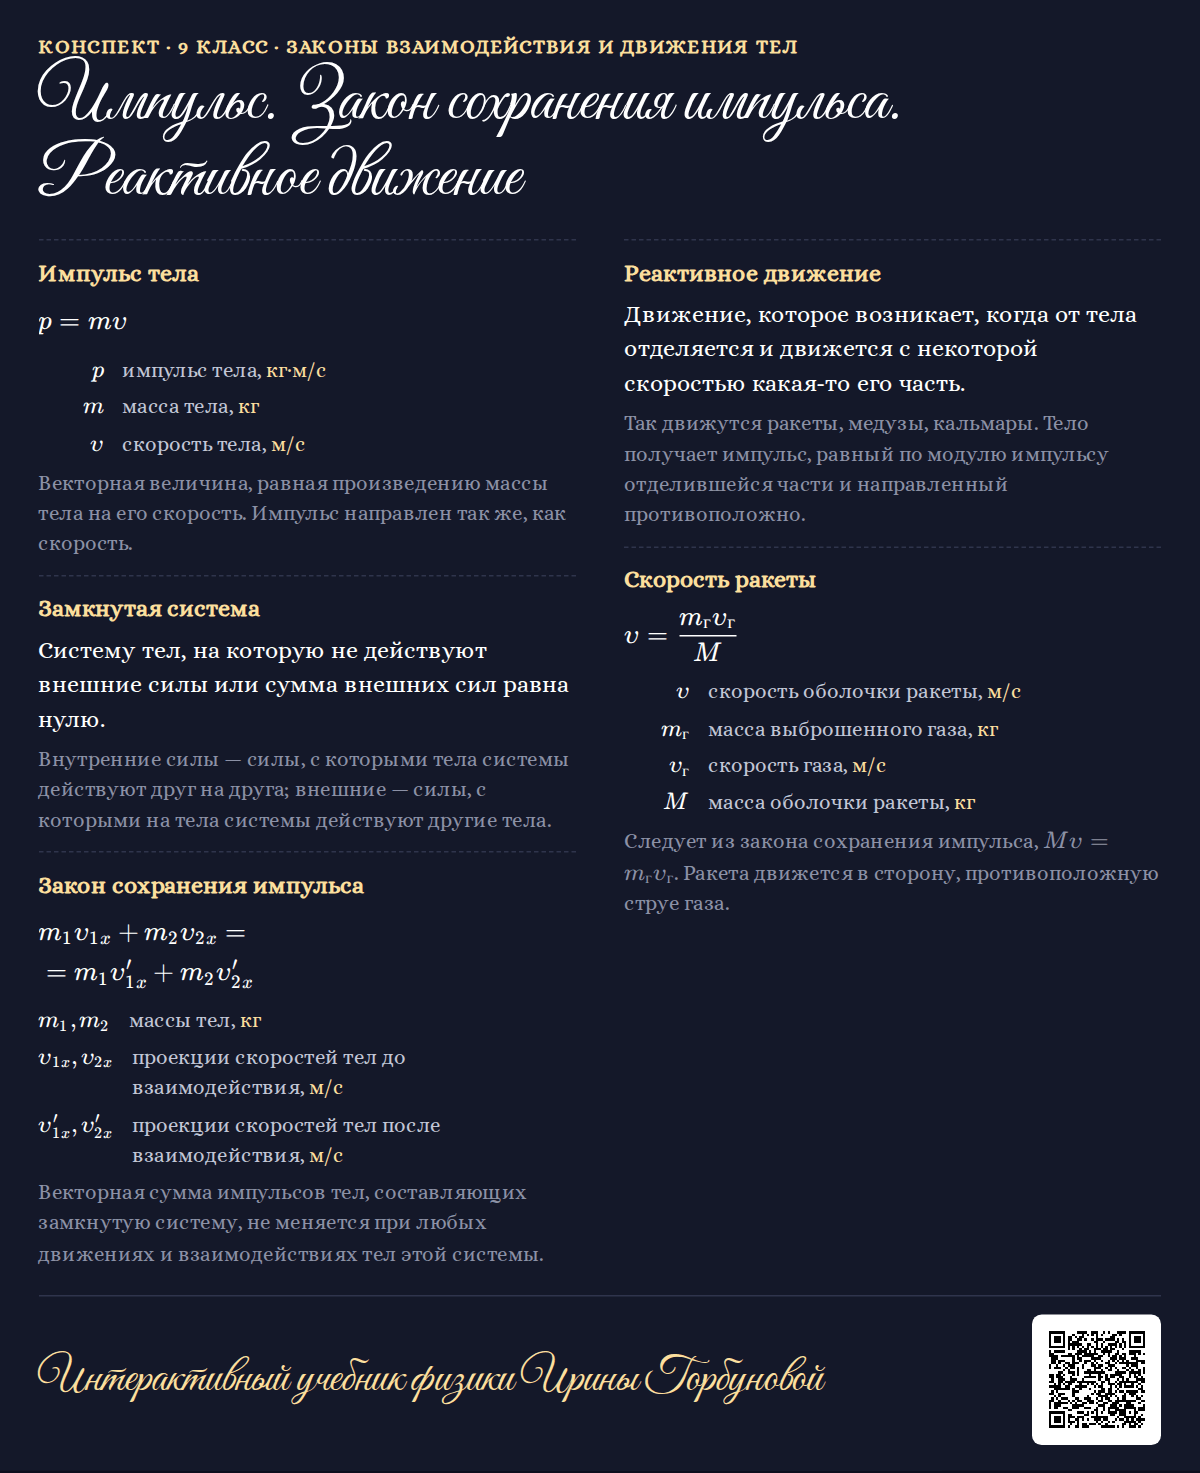 КОНСПЕКТ · 9 КЛАСС · ЗАКОНЫ ВЗАИМОДЕЙСТВИЯ И ДВИЖЕНИЯ ТЕЛ
Импульс. Закон сохранения импульса.
Реактивное движение
Импульс тела
p = mv
p импульс тела, кг·м/с
m масса тела, кг
v скорость тела, м/с
Векторная величина, равная произведению массы
тела на его скорость. Импульс направлен так же, как
скорость.
Замкнутая система
Систему тел, на которую не действуют
внешние силы или сумма внешних сил равна
нулю.
Внутренние силы — силы, с которыми тела системы
действуют друг на друга; внешние — силы, с
которыми на тела системы действуют другие тела.
Закон сохранения импульса
m₁v₁ₓ + m₂v₂ₓ =
= m₁v′₁ₓ + m₂v′₂ₓ
m₁, m₂ массы тел, кг
v₁ₓ, v₂ₓ проекции скоростей тел до
взаимодействия, м/с
v′₁ₓ, v′₂ₓ проекции скоростей тел после
взаимодействия, м/с
Векторная сумма импульсов тел, составляющих
замкнутую систему, не меняется при любых
движениях и взаимодействиях тел этой системы.
Реактивное движение
Движение, которое возникает, когда от тела
отделяется и движется с некоторой
скоростью какая-то его часть.
Так движутся ракеты, медузы, кальмары. Тело
получает импульс, равный по модулю импульсу
отделившейся части и направленный
противоположно.
Скорость ракеты
v = mгvг / M
v скорость оболочки ракеты, м/с
mг масса выброшенного газа, кг
vг скорость газа, м/с
M масса оболочки ракеты, кг
Следует из закона сохранения импульса, Mv =
mгvг. Ракета движется в сторону, противоположную
струе газа.
Интерактивный учебник физики Ирины Горбуновой